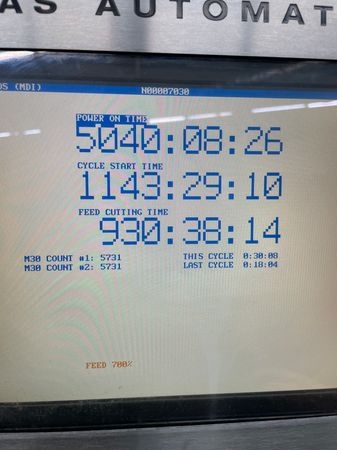 AS AUTOMAT
OS (MDI) N00007030
POWER ON TIME
5040:08:26
CYCLE START TIME
1143:29:10
FEED CUTTING TIME
930:38:14
M30 COUNT #1: 5731 THIS CYCLE 0:30:08
M30 COUNT #2: 5731 LAST CYCLE 0:18:04
FEED 700%